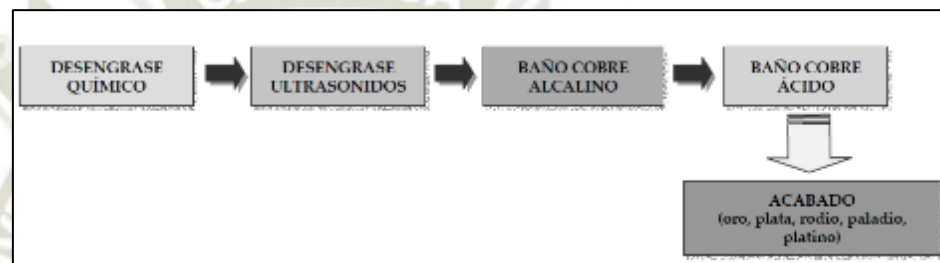 DESENGRASE
QUÍMICO
DESENGRASE
ULTRASONIDOS
BAÑO COBRE
ALCALINO
BAÑO COBRE
ÁCIDO
ACABADO
(oro, plata, rodio, paladio,
platino)